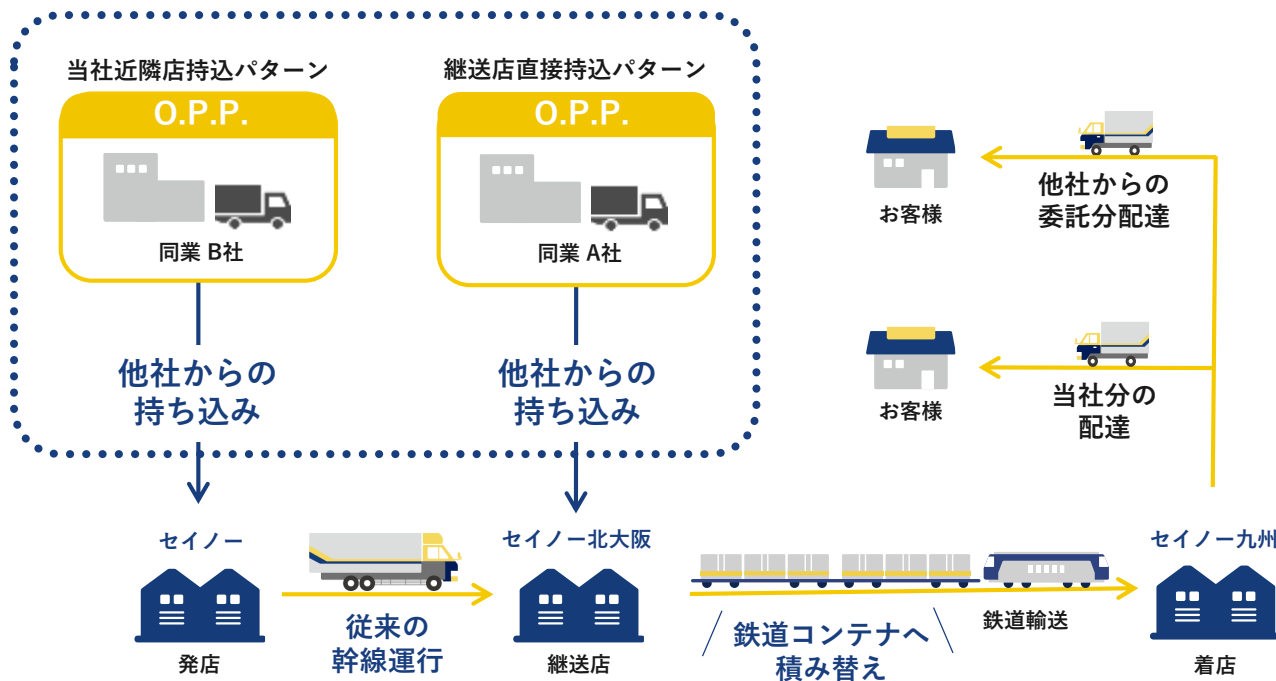 当社近隣店持込パターン
O.P.P.
同業 B社
他社からの
持ち込み
継送店直接持込パターン
O.P.P.
同業 A社
他社からの
持ち込み
お客様
他社からの
委託分配達
お客様
当社分の
配達
セイノー
発店
従来の
幹線運行
セイノー北大阪
継送店
鉄道コンテナへ
積み替え
鉄道輸送
セイノー九州
着店